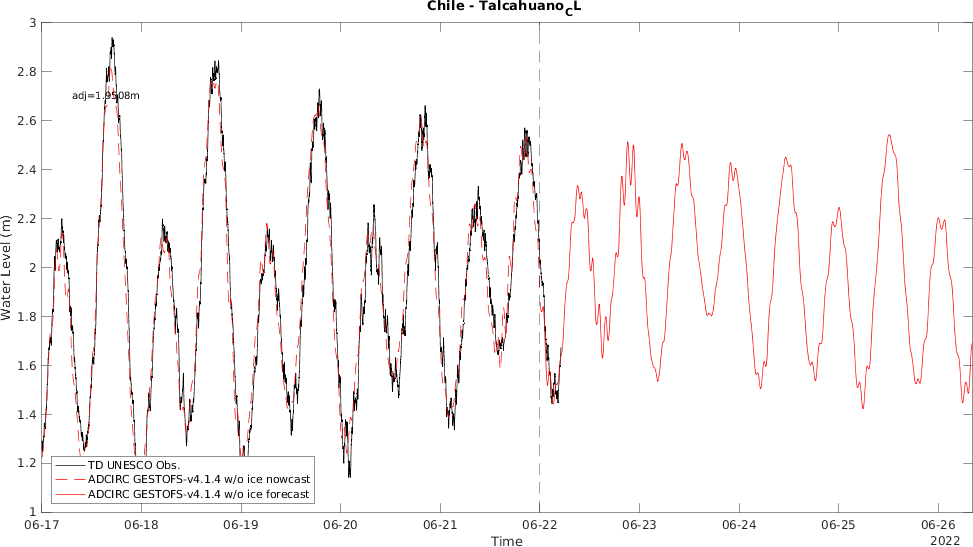 Chile - Talcahuano_CL
3
2.8
adj=1.9508m
2.6
2.4
2.2
2
1.8
1.6
1.4
1.2
1
Water Level (m)
TD UNESCO Obs.
ADCIRC GESTOFS-v4.1.4 w/o ice nowcast
ADCIRC GESTOFS-v4.1.4 w/o ice forecast
06-17 06-18 06-19 06-20 06-21 06-22 06-23 06-24 06-25 06-26
Time 2022